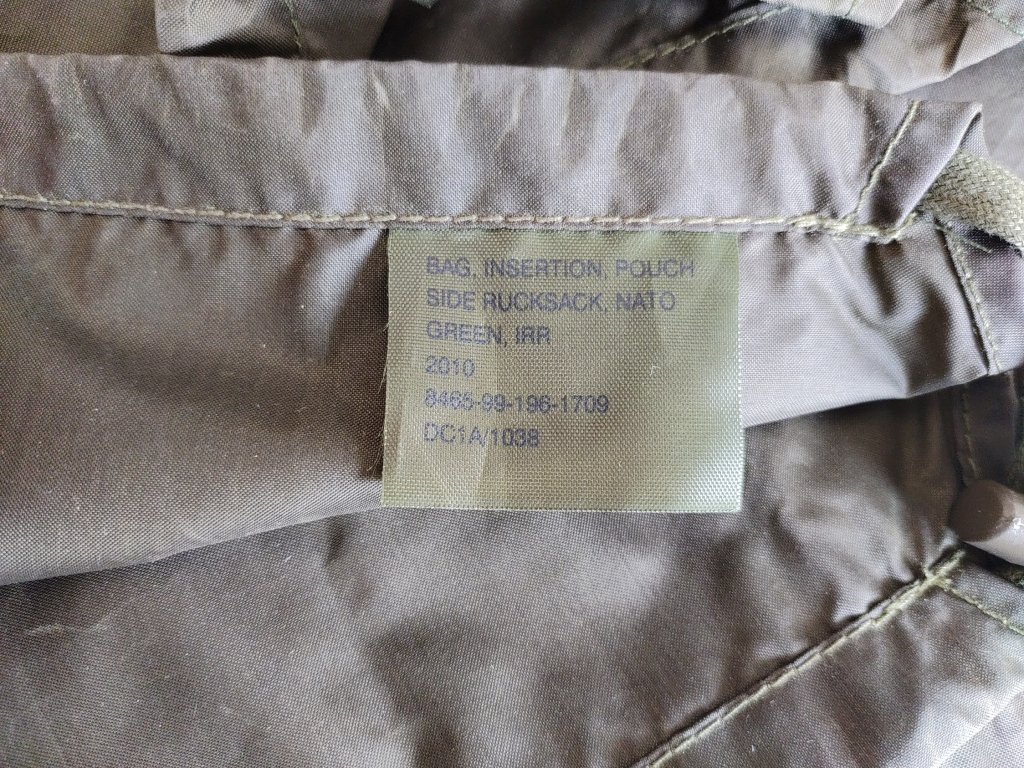 BAG, INSERTION, POUCH
SIDE RUCKSACK, NATO
GREEN, IRR
2010
8465-99-196-1709
DC1A/1038